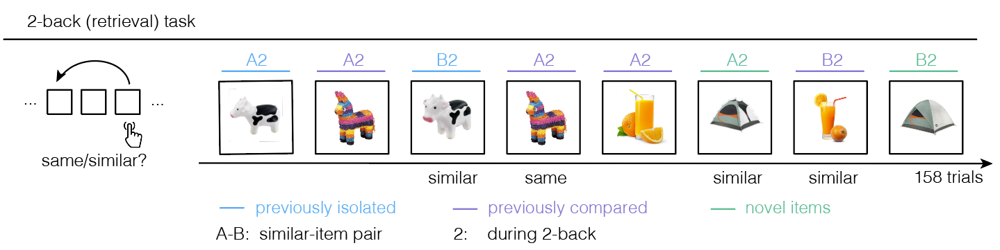 2-back (retrieval) task
A2 A2 B2 A2 A2 A2 B2 B2
... ...
same/similar?
similar same similar similar 158 trials
previously isolated previously compared novel items
A-B: similar-item pair 2: during 2-back